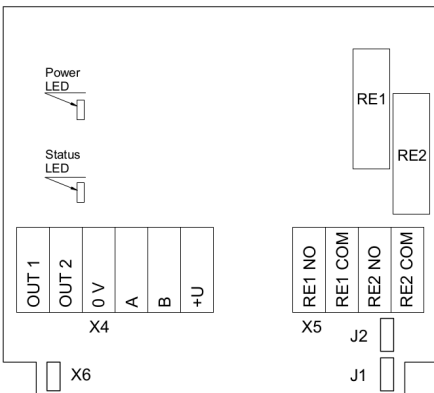 Power
LED
RE1
RE2
Status
LED
OUT 1
OUT 2
0 V
A
B
+U
RE1 NO
RE1 COM
RE2 NO
RE2 COM
X4
X5
J2
X6
J1